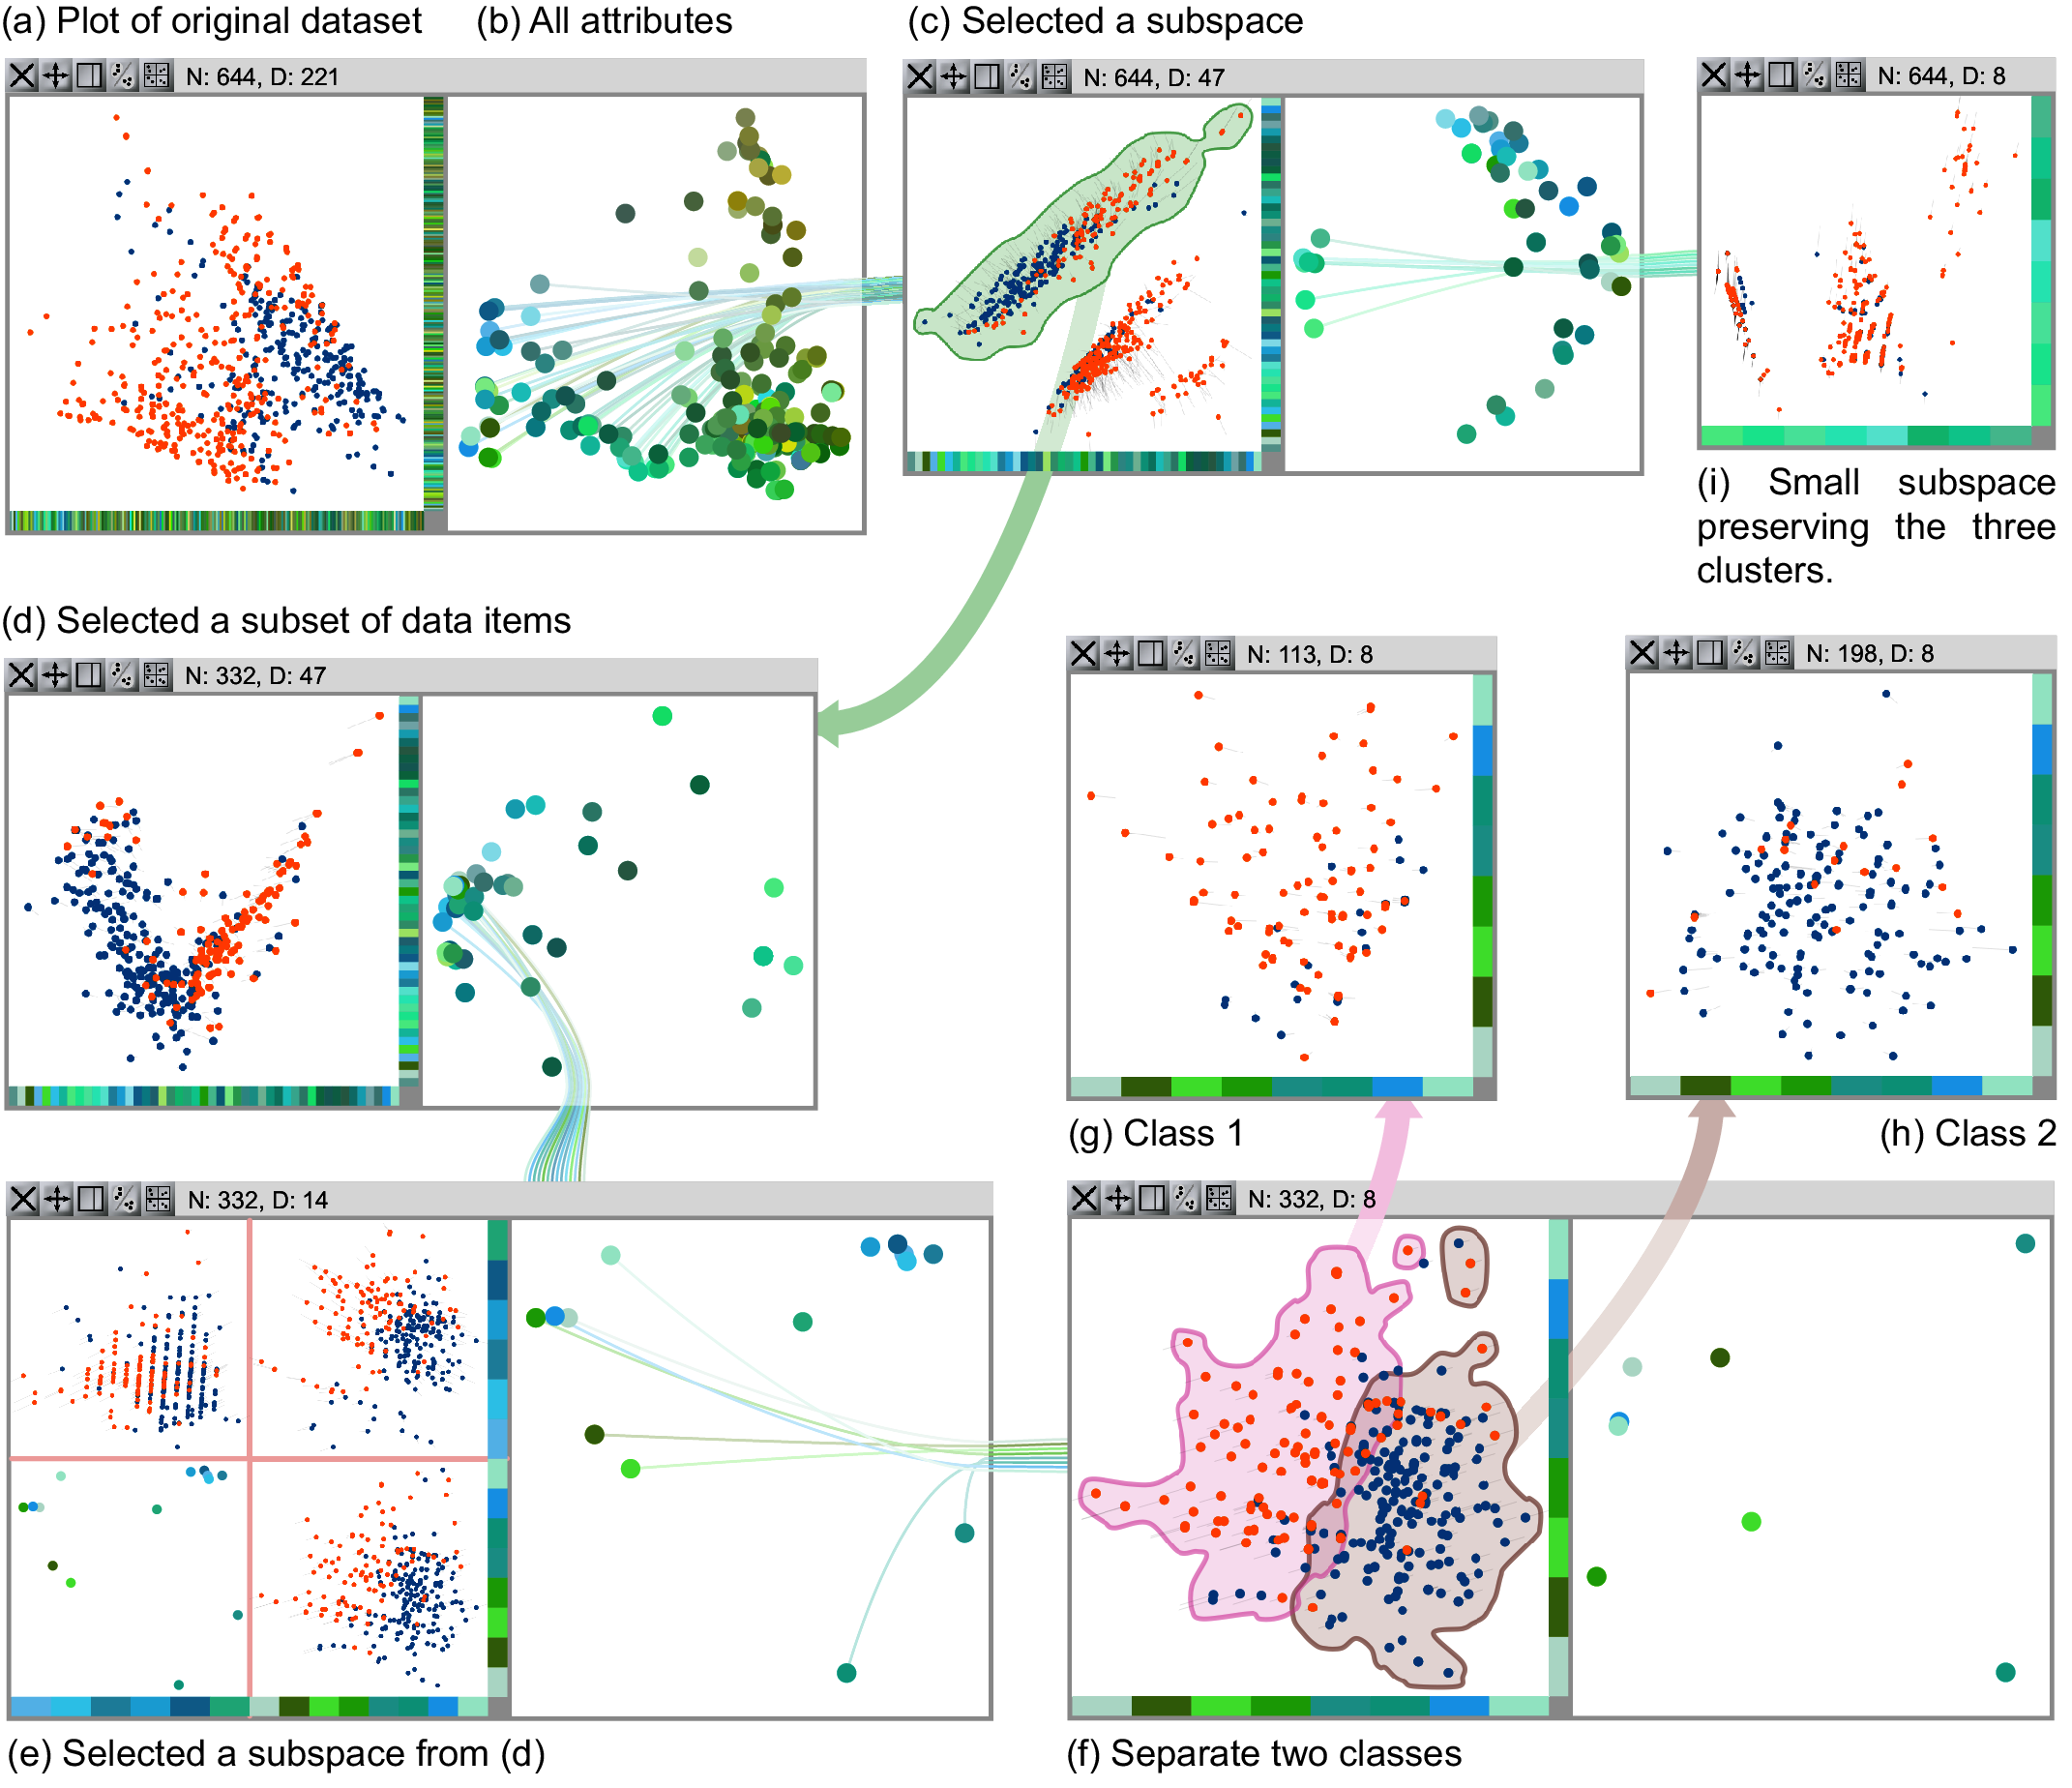 (a) Plot of original dataset
(b) All attributes
(c) Selected a subspace
N: 644, D: 221
N: 644, D: 47
N: 644, D: 8
(i) Small subspace
preserving the three
clusters.
(d) Selected a subset of data items
N: 332, D: 47
N: 113, D: 8
N: 198, D: 8
(g) Class 1
(h) Class 2
N: 332, D: 14
N: 332, D: 8
(e) Selected a subspace from (d)
(f) Separate two classes